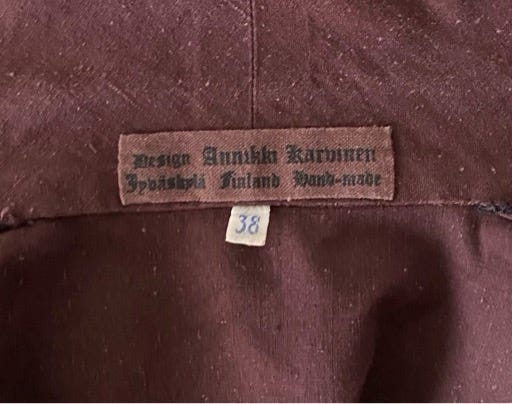 Design Annikki Karvinen
Jyväskylä Finland Hand-made
38